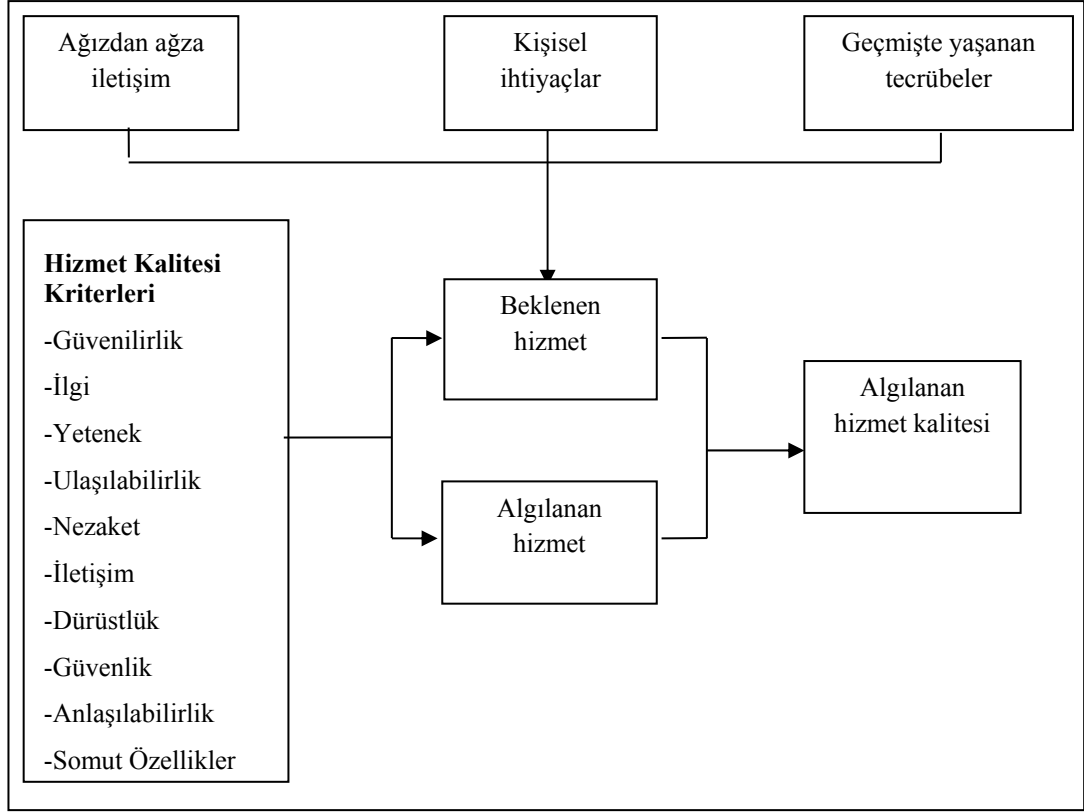 Ağızdan ağza
iletişim
Kişisel
ihtiyaçlar
Geçmişte yaşanan
tecrübeler
Hizmet Kalitesi
Kriterleri
-Güvenilirlik
-İlgi
-Yetenek
-Ulaşılabilirlik
-Nezaket
-İletişim
-Dürüstlük
-Güvenlik
-Anlaşılabilirlik
-Somut Özellikler
Beklenen
hizmet
Algılanan
hizmet
Algılanan
hizmet kalitesi